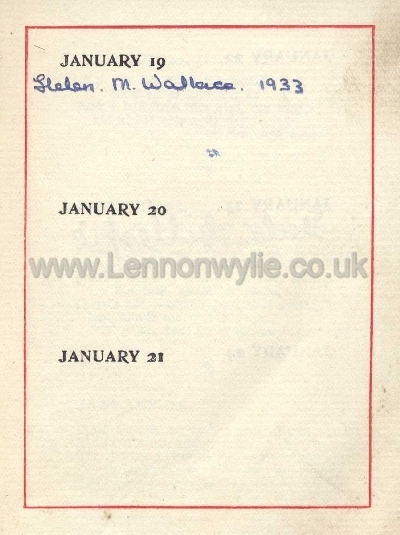 JANUARY 19
Helen. M. Wallace. 1933
JANUARY 20
www.Lennonwylie.co.uk
JANUARY 21